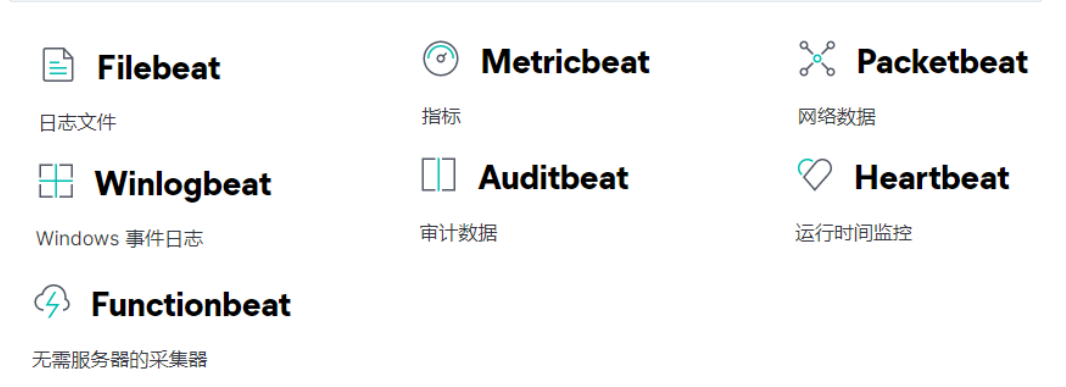 Filebeat
日志文件
Metricbeat
指标
Packetbeat
网络数据
Winlogbeat
Windows 事件日志
Auditbeat
审计数据
Heartbeat
运行时间监控
Functionbeat
无需服务器的采集器